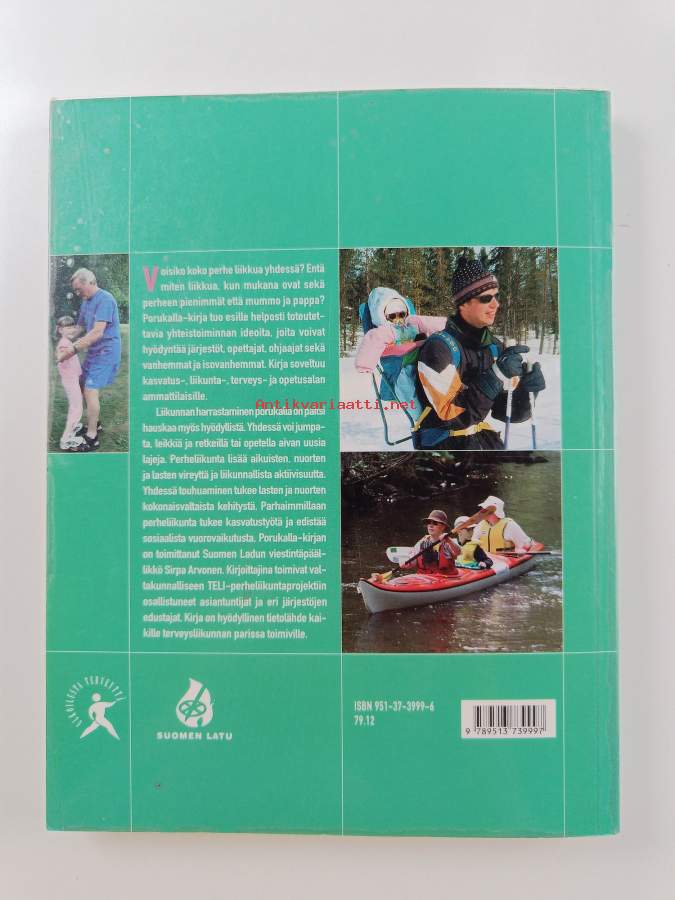 Voisiko koko perhe liikkua yhdessä? Entä
miten liikkua, kun mukana ovat sekä
perheen pienimmät että mummo ja pappa?
Porukalla-kirja tuo esille helposti toteutet-
tavia yhteistoiminnan ideoita, joita voivat
hyödyntää järjestöt, opettajat, ohjaajat sekä
vanhemmat ja isovanhemmat. Kirja soveltuu
kasvatus-, liikunta-, terveys- ja opetusalan
ammattilaisille.
Antikvariaatti.net
Liikunnan harrastaminen porukalla on paitsi
hauskaa myös hyödyllistä. Yhdessä voi jumpa-
ta, leikkiä ja retkeillä tai opetella aivan uusia
lajeja. Perheliikunta lisää aikuisten, nuorten
ja lasten vireyttä ja liikunnallista aktiivisuutta.
Yhdessä touhuaminen tukee lasten ja nuorten
kokonaisvaltaista kehitystä. Parhaimmillaan
perheliikunta tukee kasvatustyötä ja edistää
sosiaalista vuorovaikutusta. Porukalla-kirjan
on toimittanut Suomen Ladun viestintäpääl-
likkö Sirpa Arvonen. Kirjoittajina toimivat val-
takunnalliseen TELI-perheliikuntaprojektiin
osallistuneet asiantuntijat ja eri järjestöjen
edustajat. Kirja on hyödyllinen tietolähde kai-
kille terveysliikunnan parissa toimiville.
SUOMEN LATU
ISBN 951-37-3999-6
79.12
9 789513 739997